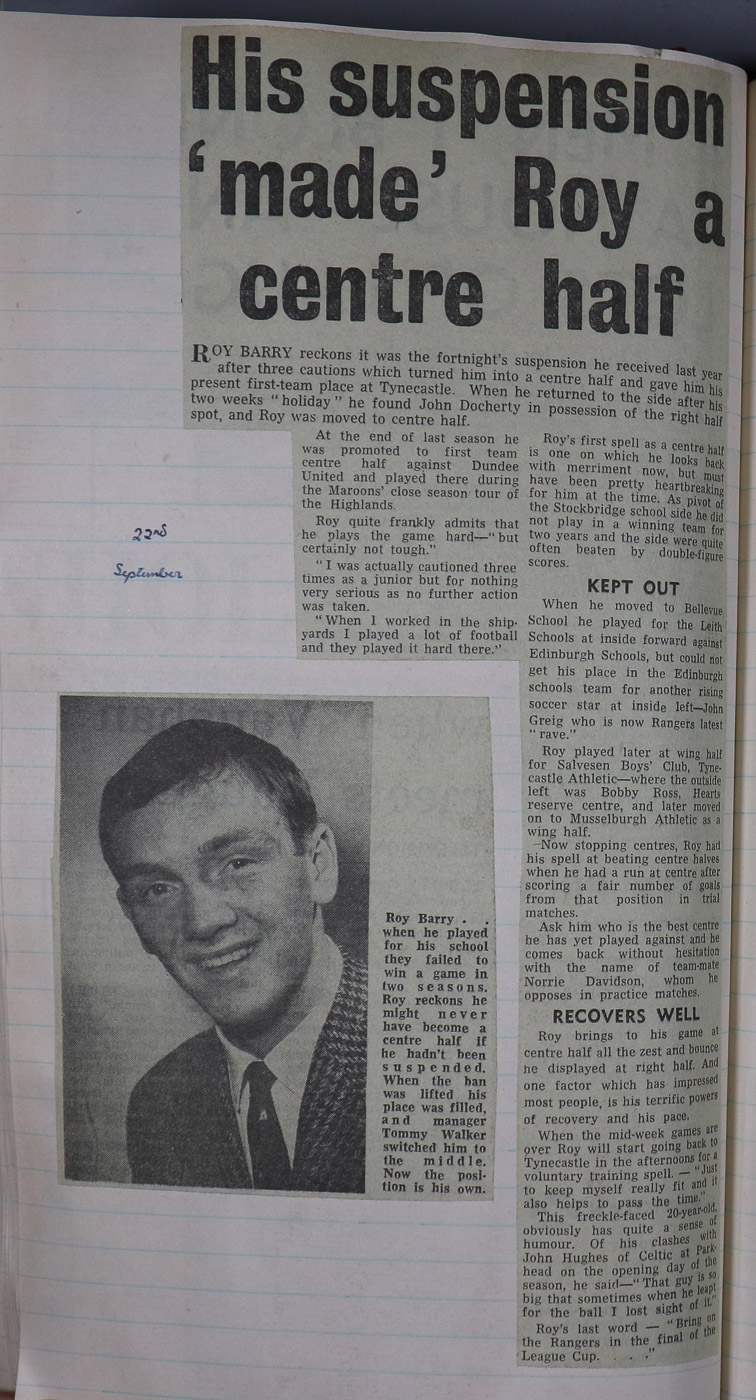 His suspension
‘made’ Roy a
centre half
ROY BARRY reckons it was the fortnight's suspension he received last year
after three cautions which turned him into a centre half and gave him his
present first-team place at Tynecastle. When he returned to the side after his
two weeks “holiday” he found John Docherty in possession of the right half
spot, and Roy was moved to centre half.
At the end of last season he
was promoted to first team
centre half against Dundee
United and played there during
the Maroons' close season tour of
the Highlands.
Roy quite frankly admits that
he plays the game hard—“but
certainly not tough.”
“I was actually cautioned three
times as a junior but for nothing
very serious as no further action
was taken.
“When I worked in the ship-
yards I played a lot of football
and they played it hard there.”
Roy's first spell as a centre half
is one on which he looks back
with merriment now, but must
have been pretty heartbreaking
for him at the time. As pivot of
the Stockbridge school side he did
not play in a winning team for
two years and the side were quite
often beaten by double-figure
scores.
KEPT OUT
When he moved to Bellevue
School he played for the Leith
Schools at inside forward against
Edinburgh Schools, but could not
get his place in the Edinburgh
schools team for another rising
soccer star at inside left—John
Greig who is now Rangers latest
“rave.”
Roy played later at wing half
for Salvesen Boys' Club, Tyne-
castle Athletic—where the outside
left was Bobby Ross, Hearts
reserve centre, and later moved
on to Musselburgh Athletic as a
wing half.
Now stopping centres, Roy had
his spell at beating centre halves
when he had a run at centre after
scoring a fair number of goals
from that position in trial
matches.
Ask him who is the best centre
he has yet played against and he
comes back without hesitation
with the name of team-mate
Norrie Davidson, whom he
opposes in practice matches.
RECOVERS WELL
Roy brings to his game at
centre half all the zest and bounce
he displayed at right half. And
one factor which has impressed
most people, is his terrific powers
of recovery and his pace.
When the mid-week games are
over Roy will start going back to
Tynecastle in the afternoons for a
voluntary training spell. — “Just
to keep myself really fit and it
also helps to pass the time.”
This freckle-faced 20-year-old,
obviously has quite a sense of
humour. Of his clashes with
John Hughes of Celtic at Park-
head on the opening day of the
season, he said—“That guy is so
big that sometimes when he leapt
for the ball I lost sight of it.”
Roy's last word — “Bring on
the Rangers in the final of the
League Cup. . . .”
22nd
September
Roy Barry . .
when he played
for his school
they failed to
win a game in
two seasons.
Roy reckons he
might never
have become a
centre half if
he hadn't been
suspended.
When the ban
was lifted his
place was filled,
and manager
Tommy Walker
switched him to
the middle.
Now the posi-
tion is his own.